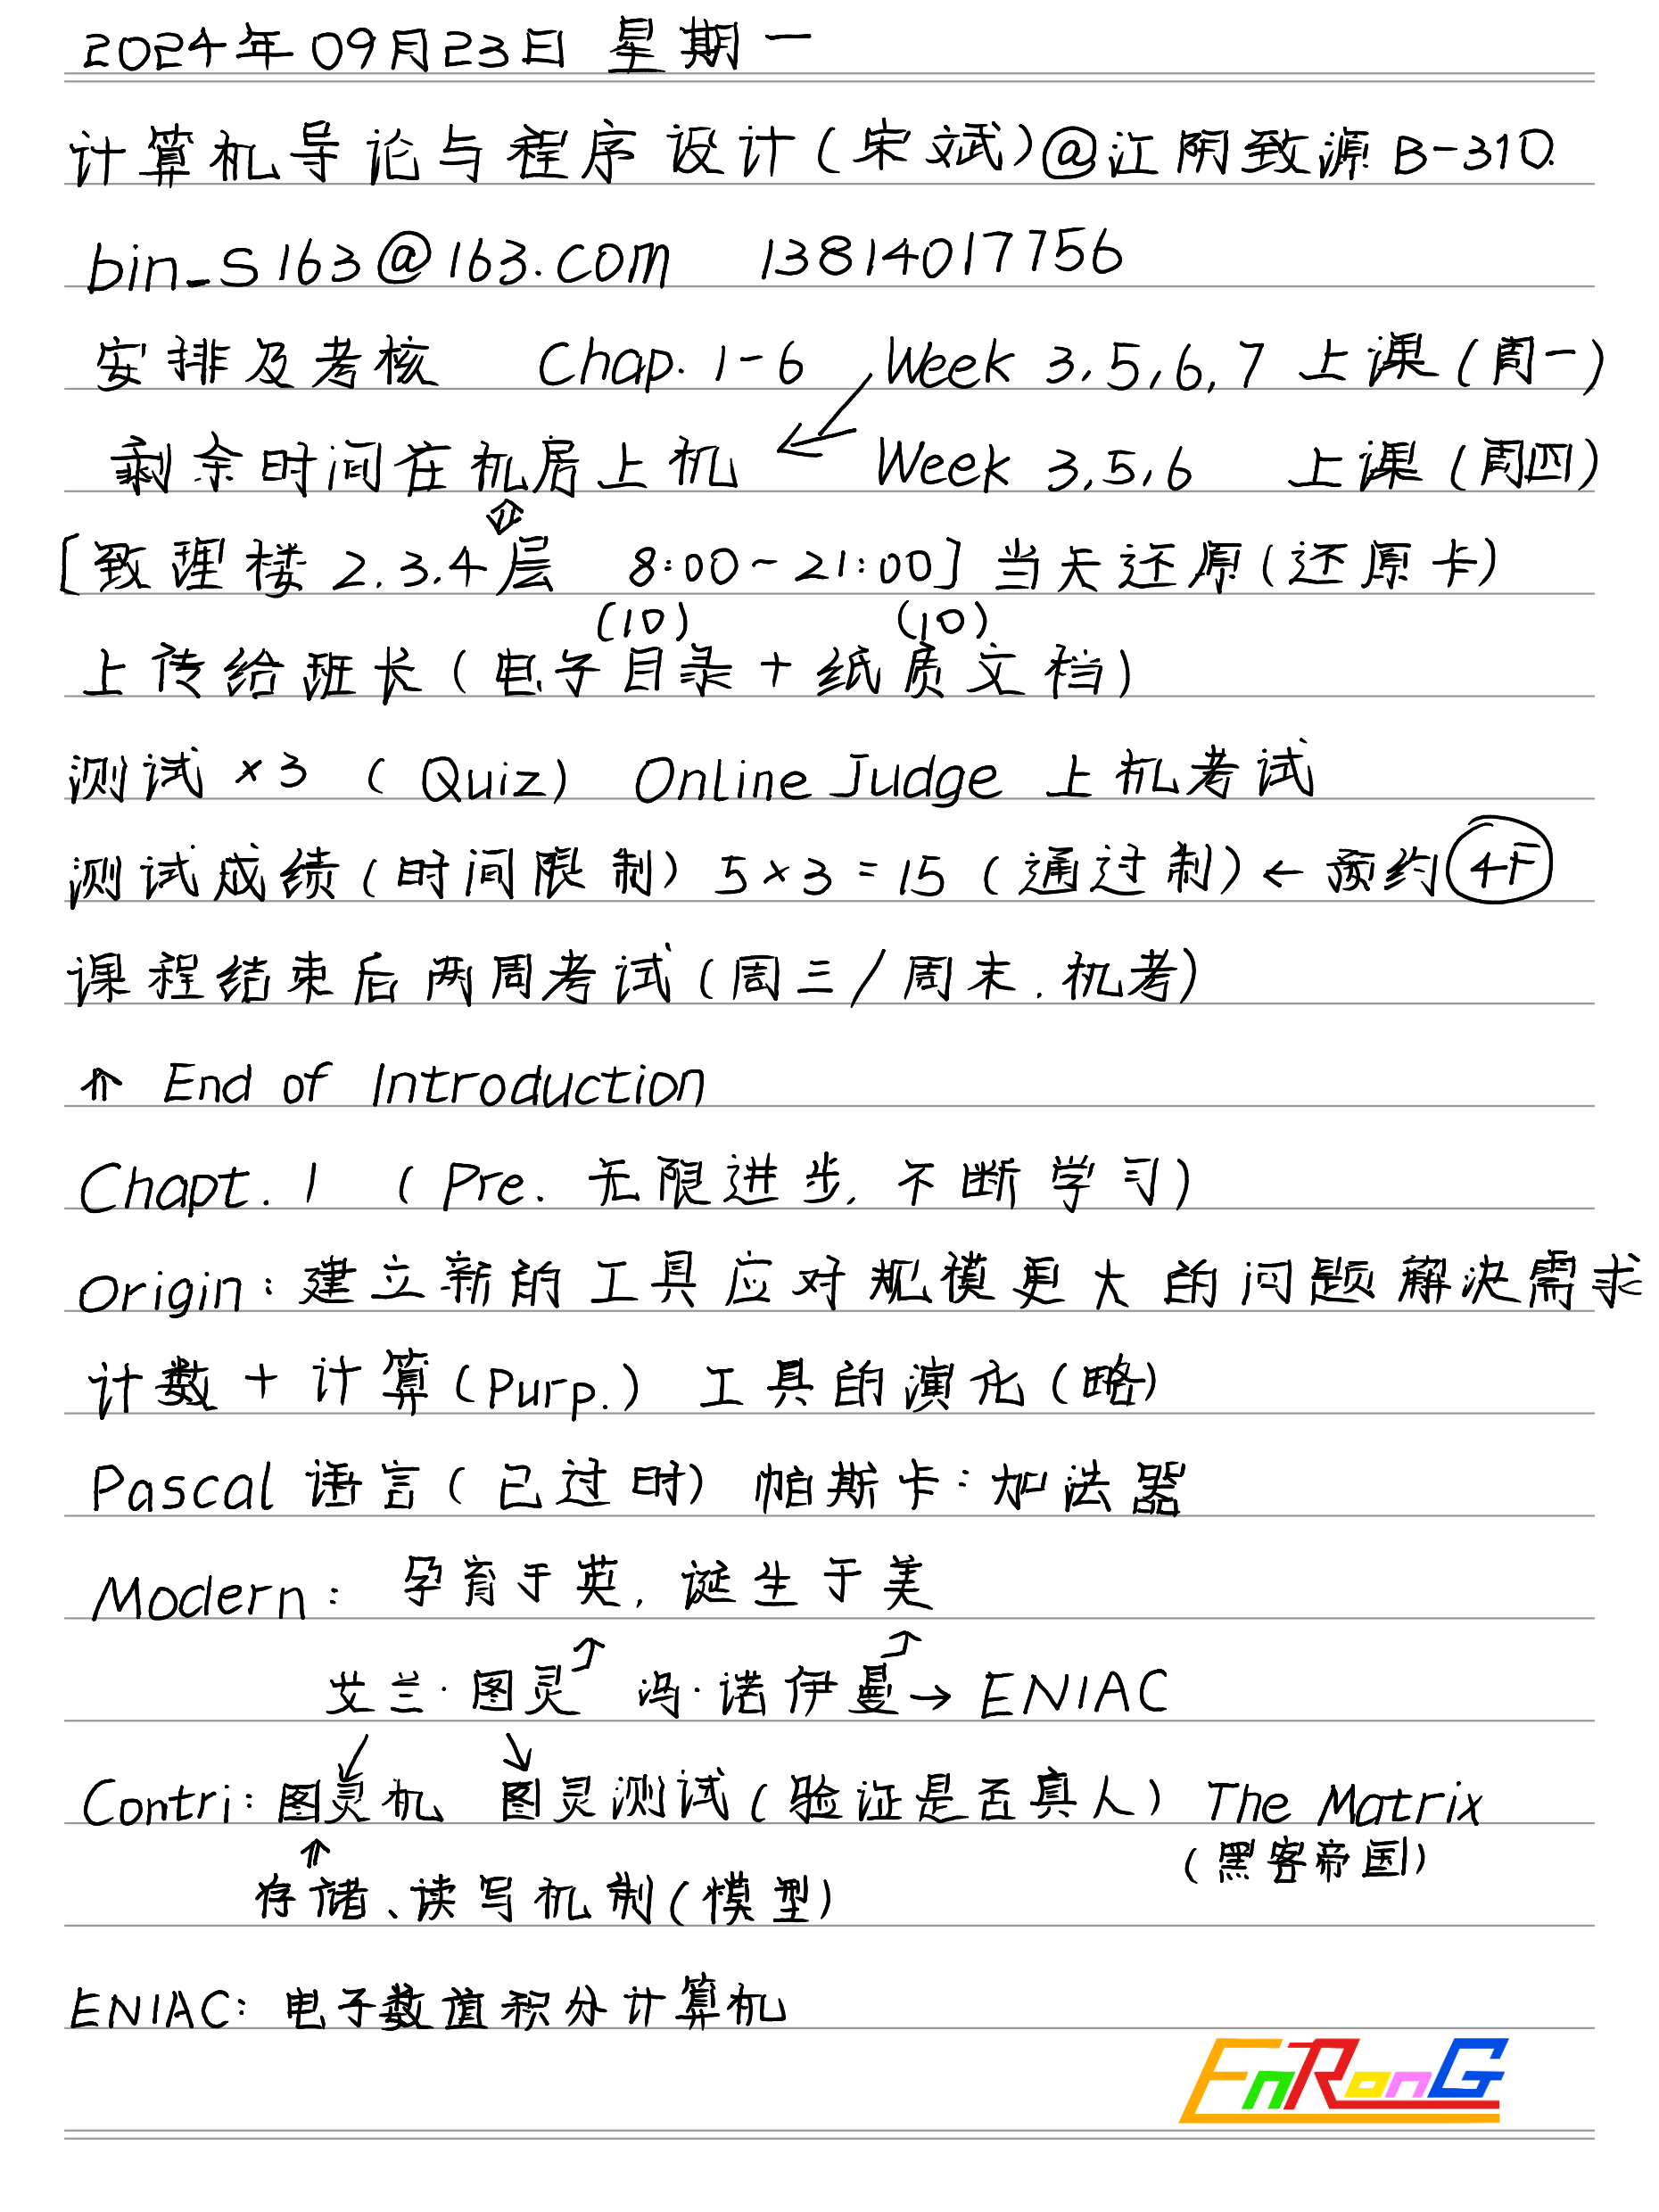 2024年09月23日 星期一
计算机导论与程序设计(宋斌)@江阴致源B-310.
bin_s163@163.com 13814017756
安排及考核 Chap. 1-6 Week 3,5,6,7 上课(周一)
剩余时间在机房上机 ↙ Week 3,5,6 上课(周四)
⇕
[致理楼2.3.4层 8:00~21:00]当天还原(还原卡)
(10) (10)
上传给班长(电子目录+纸质文档)
测试×3 (Quiz) Online Judge 上机考试
测试成绩(时间限制) 5×3=15 (通过制)←预约 4F
课程结束后两周考试(周三/周末.机考)
⇑ End of Introduction
Chapt. 1 (Pre. 无限进步,不断学习)
Origin: 建立新的工具应对规模更大的问题解决需求
计数+计算(Purp.) 工具的演化(略)
Pascal 语言(已过时) 帕斯卡:加法器
Modern: 孕育于英,诞生于美
艾兰·图灵 冯·诺伊曼→ENIAC
Contri: 图灵机 图灵测试(验证是否真人) The Matrix
(黑客帝国)
⇑
存储、读写机制(模型)
ENIAC: 电子数值积分计算机
EnRonG